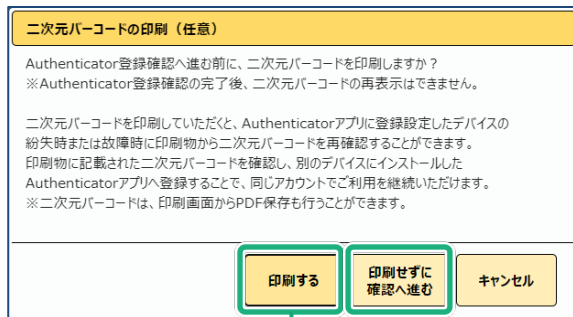 二次元バーコードの印刷（任意）
Authenticator登録確認へ進む前に、二次元バーコードを印刷しますか？
※Authenticator登録確認の完了後、二次元バーコードの再表示はできません。
二次元バーコードを印刷していただくと、Authenticatorアプリに登録設定したデバイスの
紛失時または故障時に印刷物から二次元バーコードを再確認することができます。
印刷物に記載された二次元バーコードを確認し、別のデバイスにインストールした
Authenticatorアプリへ登録することで、同じアカウントでご利用を継続いただけます。
※二次元バーコードは、印刷画面からPDF保存も行うことができます。
印刷する
印刷せずに
確認へ進む
キャンセル